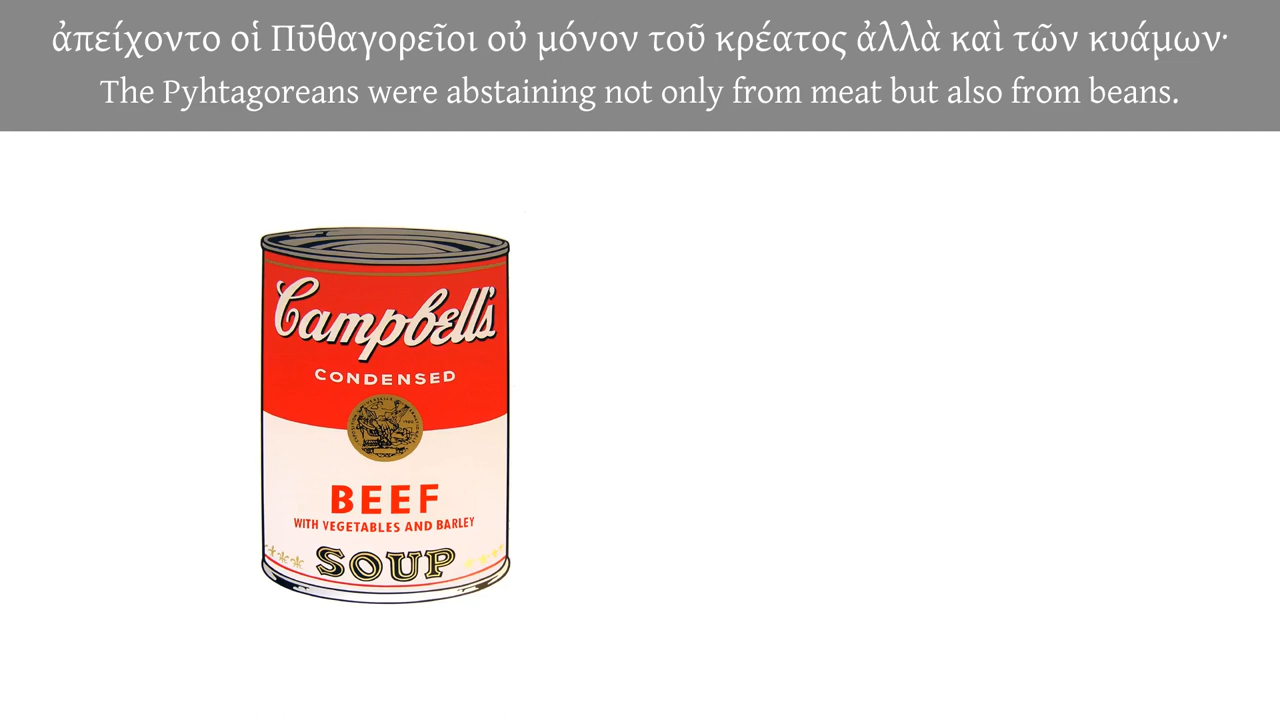 ἀπείχοντο οἱ Πῡθαγορεῖοι οὐ μόνον τοῦ κρέατος ἀλλὰ καὶ τῶν κυάμων·
The Pyhtagoreans were abstaining not only from meat but also from beans.
Campbell's
CONDENSED
BEEF
WITH VEGETABLES AND BARLEY
SOUP